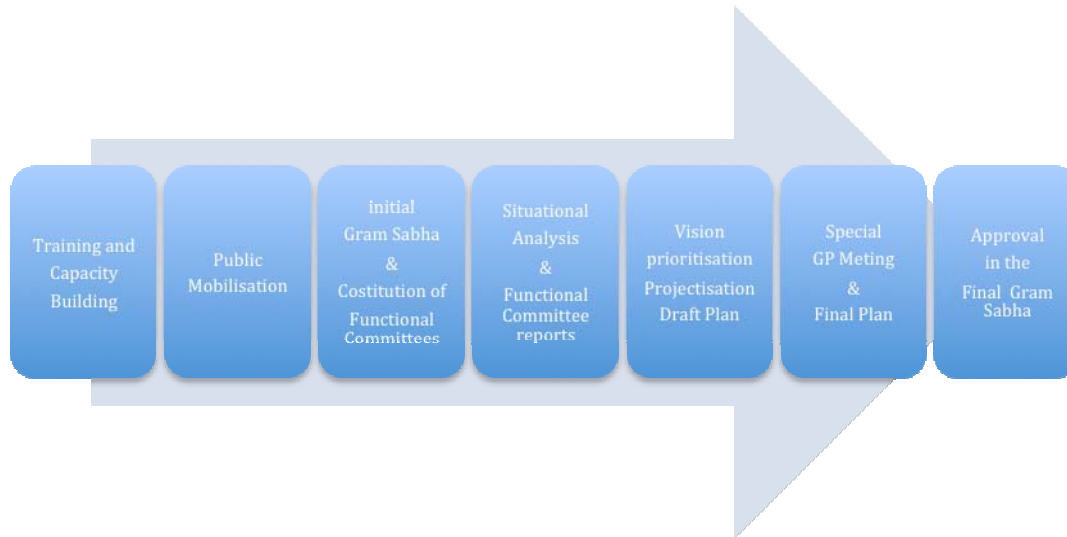 Training and
Capacity
Building
Public
Mobilisation
initial
Gram Sabha
&
Costitution of
Functional
Committees
Situational
Analysis
&
Functional
Committee
reports
Vision
prioritisation
Projectisation
Draft Plan
Special
GP Meting
&
Final Plan
Approval
in the
Final Gram
Sabha